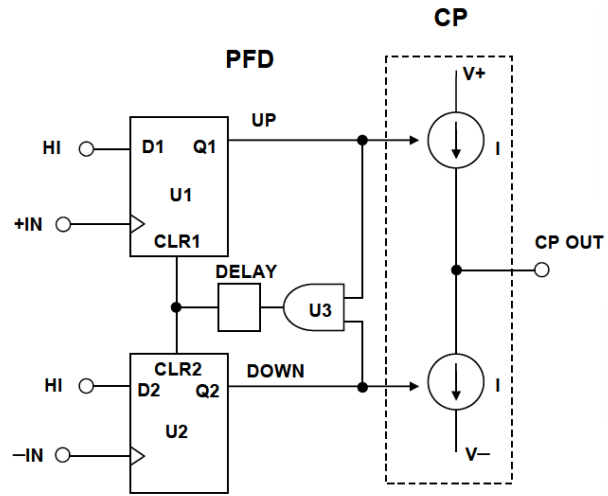 CP
PFD
V+
UP
HI
D1
Q1
I
U1
+IN
CLR1
CP OUT
DELAY
U3
CLR2
DOWN
HI
D2
Q2
I
U2
–IN
V–